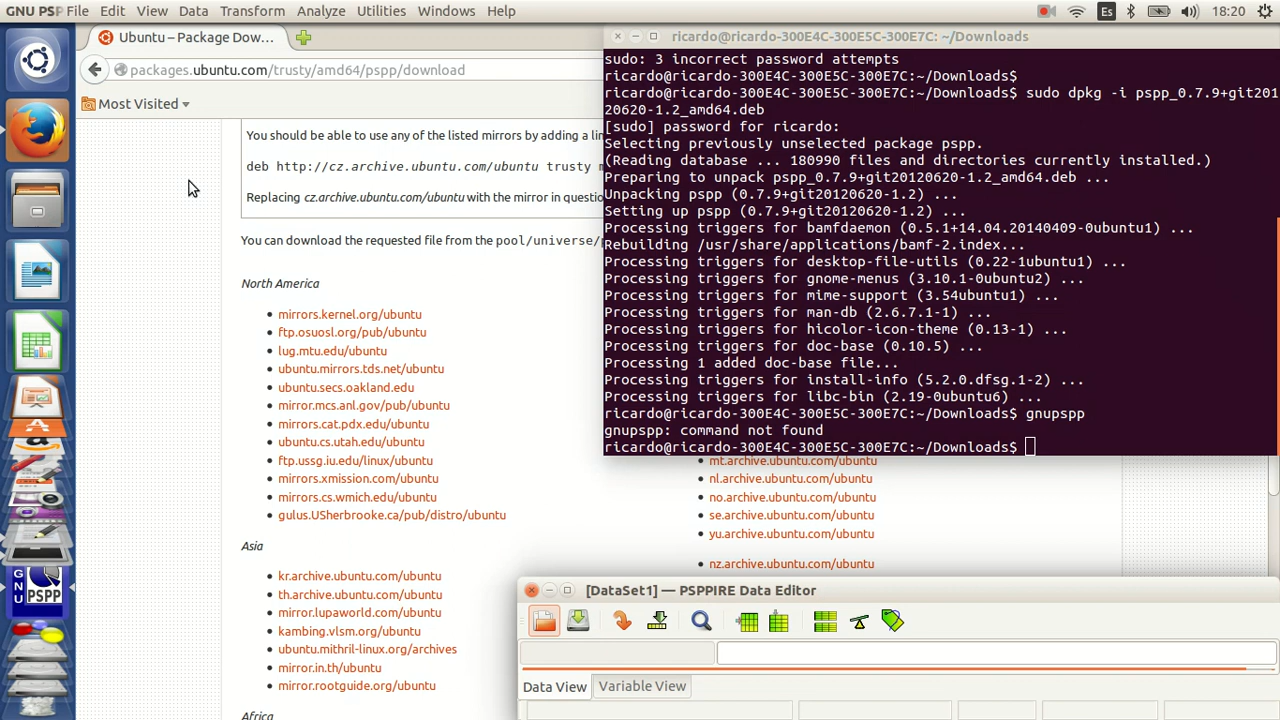 GNU PSP File Edit View Data Transform Analyze Utilities Windows Help
Es
18:20
Ubuntu – Package Dow...
packages.ubuntu.com/trusty/amd64/pspp/download
Most Visited
You should be able to use any of the listed mirrors by adding a lin
deb http://cz.archive.ubuntu.com/ubuntu trusty m
Replacing cz.archive.ubuntu.com/ubuntu with the mirror in questio
You can download the requested file from the pool/universe/p
North America
mirrors.kernel.org/ubuntu
ftp.osuosl.org/pub/ubuntu
lug.mtu.edu/ubuntu
ubuntu.mirrors.tds.net/ubuntu
ubuntu.secs.oakland.edu
mirror.mcs.anl.gov/pub/ubuntu
mirrors.cat.pdx.edu/ubuntu
ubuntu.cs.utah.edu/ubuntu
ftp.ussg.iu.edu/linux/ubuntu
mirrors.xmission.com/ubuntu
mirrors.cs.wmich.edu/ubuntu
gulus.USherbrooke.ca/pub/distro/ubuntu
Asia
kr.archive.ubuntu.com/ubuntu
th.archive.ubuntu.com/ubuntu
mirror.lupaworld.com/ubuntu
kambing.vlsm.org/ubuntu
ubuntu.mithril-linux.org/archives
mirror.in.th/ubuntu
mirror.rootguide.org/ubuntu
Africa
ricardo@ricardo-300E4C-300E5C-300E7C: ~/Downloads
sudo: 3 incorrect password attempts
ricardo@ricardo-300E4C-300E5C-300E7C:~/Downloads$
ricardo@ricardo-300E4C-300E5C-300E7C:~/Downloads$ sudo dpkg -i pspp_0.7.9+git201
20620-1.2_amd64.deb
[sudo] password for ricardo:
Selecting previously unselected package pspp.
(Reading database ... 180990 files and directories currently installed.)
Preparing to unpack pspp_0.7.9+git20120620-1.2_amd64.deb ...
Unpacking pspp (0.7.9+git20120620-1.2) ...
Setting up pspp (0.7.9+git20120620-1.2) ...
Processing triggers for bamfdaemon (0.5.1+14.04.20140409-0ubuntu1) ...
Rebuilding /usr/share/applications/bamf-2.index...
Processing triggers for desktop-file-utils (0.22-1ubuntu1) ...
Processing triggers for gnome-menus (3.10.1-0ubuntu2) ...
Processing triggers for mime-support (3.54ubuntu1) ...
Processing triggers for man-db (2.6.7.1-1) ...
Processing triggers for hicolor-icon-theme (0.13-1) ...
Processing triggers for doc-base (0.10.5) ...
Processing 1 added doc-base file...
Processing triggers for install-info (5.2.0.dfsg.1-2) ...
Processing triggers for libc-bin (2.19-0ubuntu6) ...
ricardo@ricardo-300E4C-300E5C-300E7C:~/Downloads$ gnupspp
gnupspp: command not found
ricardo@ricardo-300E4C-300E5C-300E7C:~/Downloads$
mt.archive.ubuntu.com/ubuntu
nl.archive.ubuntu.com/ubuntu
no.archive.ubuntu.com/ubuntu
se.archive.ubuntu.com/ubuntu
yu.archive.ubuntu.com/ubuntu
nz.archive.ubuntu.com/ubuntu
[DataSet1] — PSPPIRE Data Editor
Data View
Variable View
GNU
PSPP